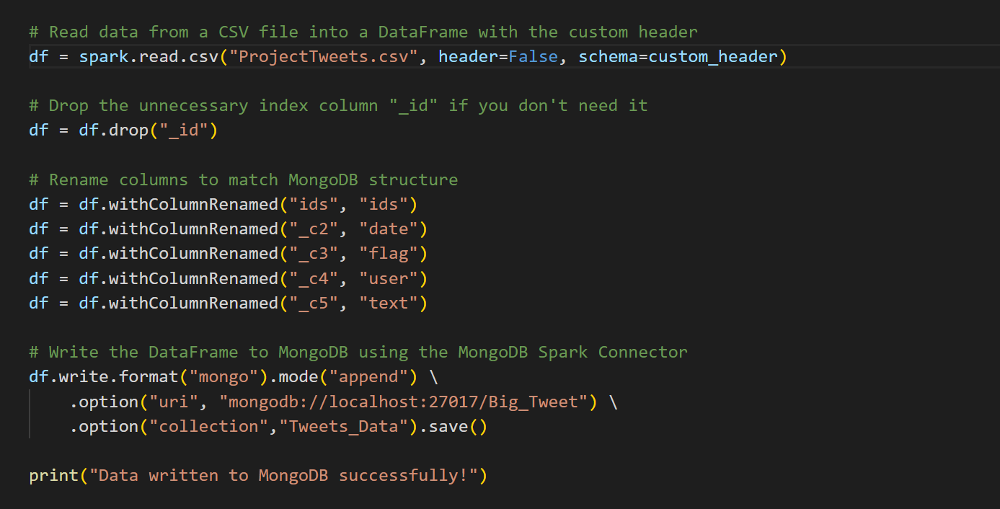 # Read data from a CSV file into a DataFrame with the custom header
df = spark.read.csv("ProjectTweets.csv", header=False, schema=custom_header)
# Drop the unnecessary index column "_id" if you don't need it
df = df.drop("_id")
# Rename columns to match MongoDB structure
df = df.withColumnRenamed("ids", "ids")
df = df.withColumnRenamed("_c2", "date")
df = df.withColumnRenamed("_c3", "flag")
df = df.withColumnRenamed("_c4", "user")
df = df.withColumnRenamed("_c5", "text")
# Write the DataFrame to MongoDB using the MongoDB Spark Connector
df.write.format("mongo").mode("append") \
    .option("uri", "mongodb://localhost:27017/Big_Tweet") \
    .option("collection","Tweets_Data").save()
print("Data written to MongoDB successfully!")